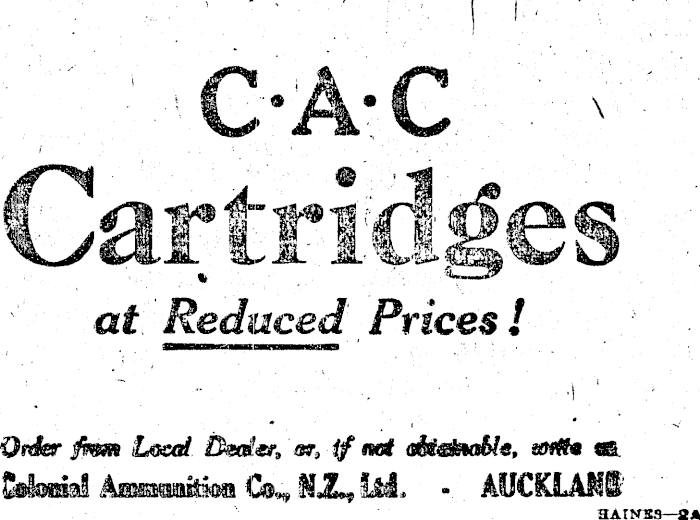 C·A·C
Cartridges
at Reduced Prices!
Order from Local Dealer, or, if not obtainable, write us
Colonial Ammunition Co., N.Z., Ltd. - AUCKLAND
HAINES—2A